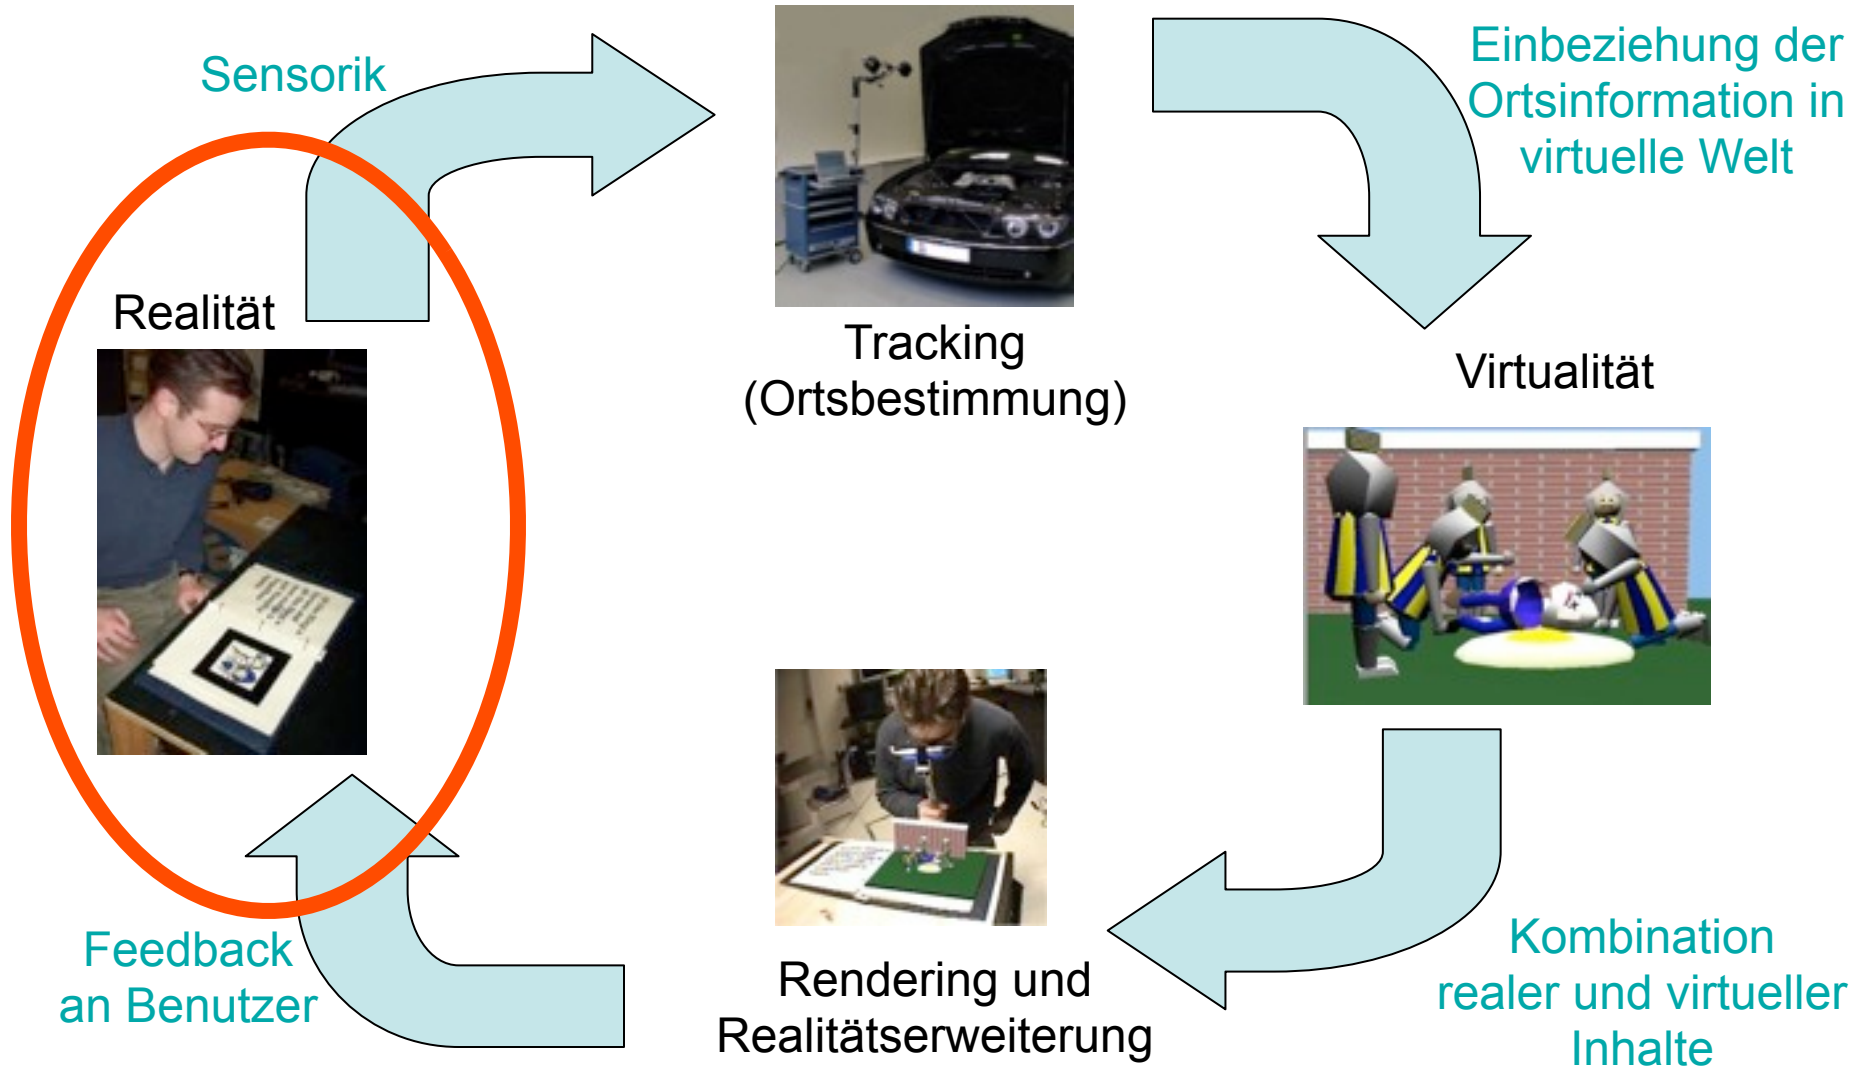 Sensorik
Einbeziehung der
Ortsinformation in
virtuelle Welt
Realität
Tracking
(Ortsbestimmung)
Virtualität
Feedback
an Benutzer
Rendering und
Realitätserweiterung
Kombination
realer und virtueller
Inhalte